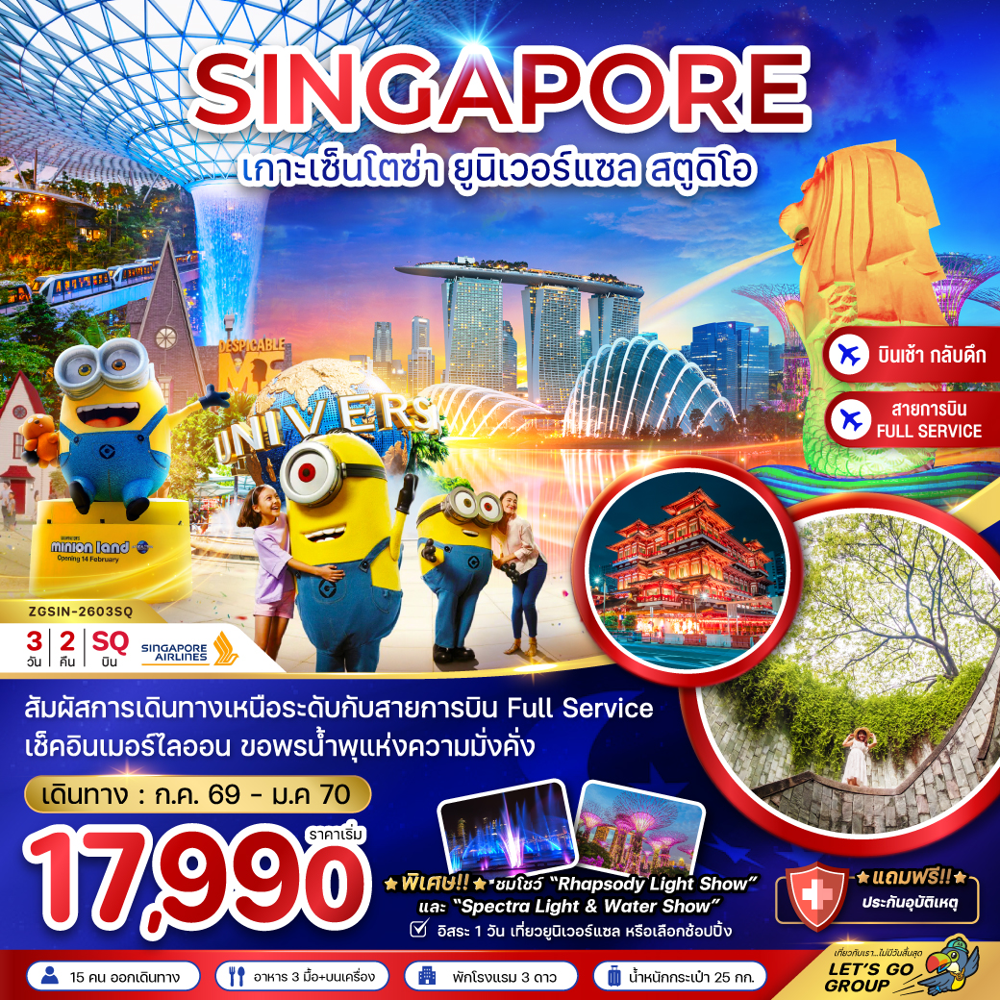 SINGAPORE
เกาะเซ็นโตซ่า ยูนิเวอร์แซล สตูดิโอ
บินเช้า กลับดึก
สายการบิน
FULL SERVICE
DESPICABLE
ME
UNIVERS
minion land
Opening 14 February
ZGSIN-2603SQ
3 2 SQ
วัน คืน บิน
SINGAPORE
AIRLINES
สัมผัสการเดินทางเหนือระดับกับสายการบิน Full Service
เช็คอินเมอร์ไลออน ขอพรน้ำพุแห่งความมั่งคั่ง
เดินทาง : ก.ค. 69 - ม.ค 70
ราคาเริ่ม
17,990
พิเศษ!! ชมโชว์ “Rhapsody Light Show”
และ “Spectra Light & Water Show”
อิสระ 1 วัน เที่ยวยูนิเวอร์แซล หรือเลือกช้อปปิ้ง
แถมฟรี!!
ประกันอุบัติเหตุ
15 คน ออกเดินทาง
อาหาร 3 มื้อ+บนเครื่อง
พักโรงแรม 3 ดาว
น้ำหนักกระเป๋า 25 กก.
เที่ยวกับเรา...ไม่มีวันสิ้นสุด
LET'S GO
GROUP